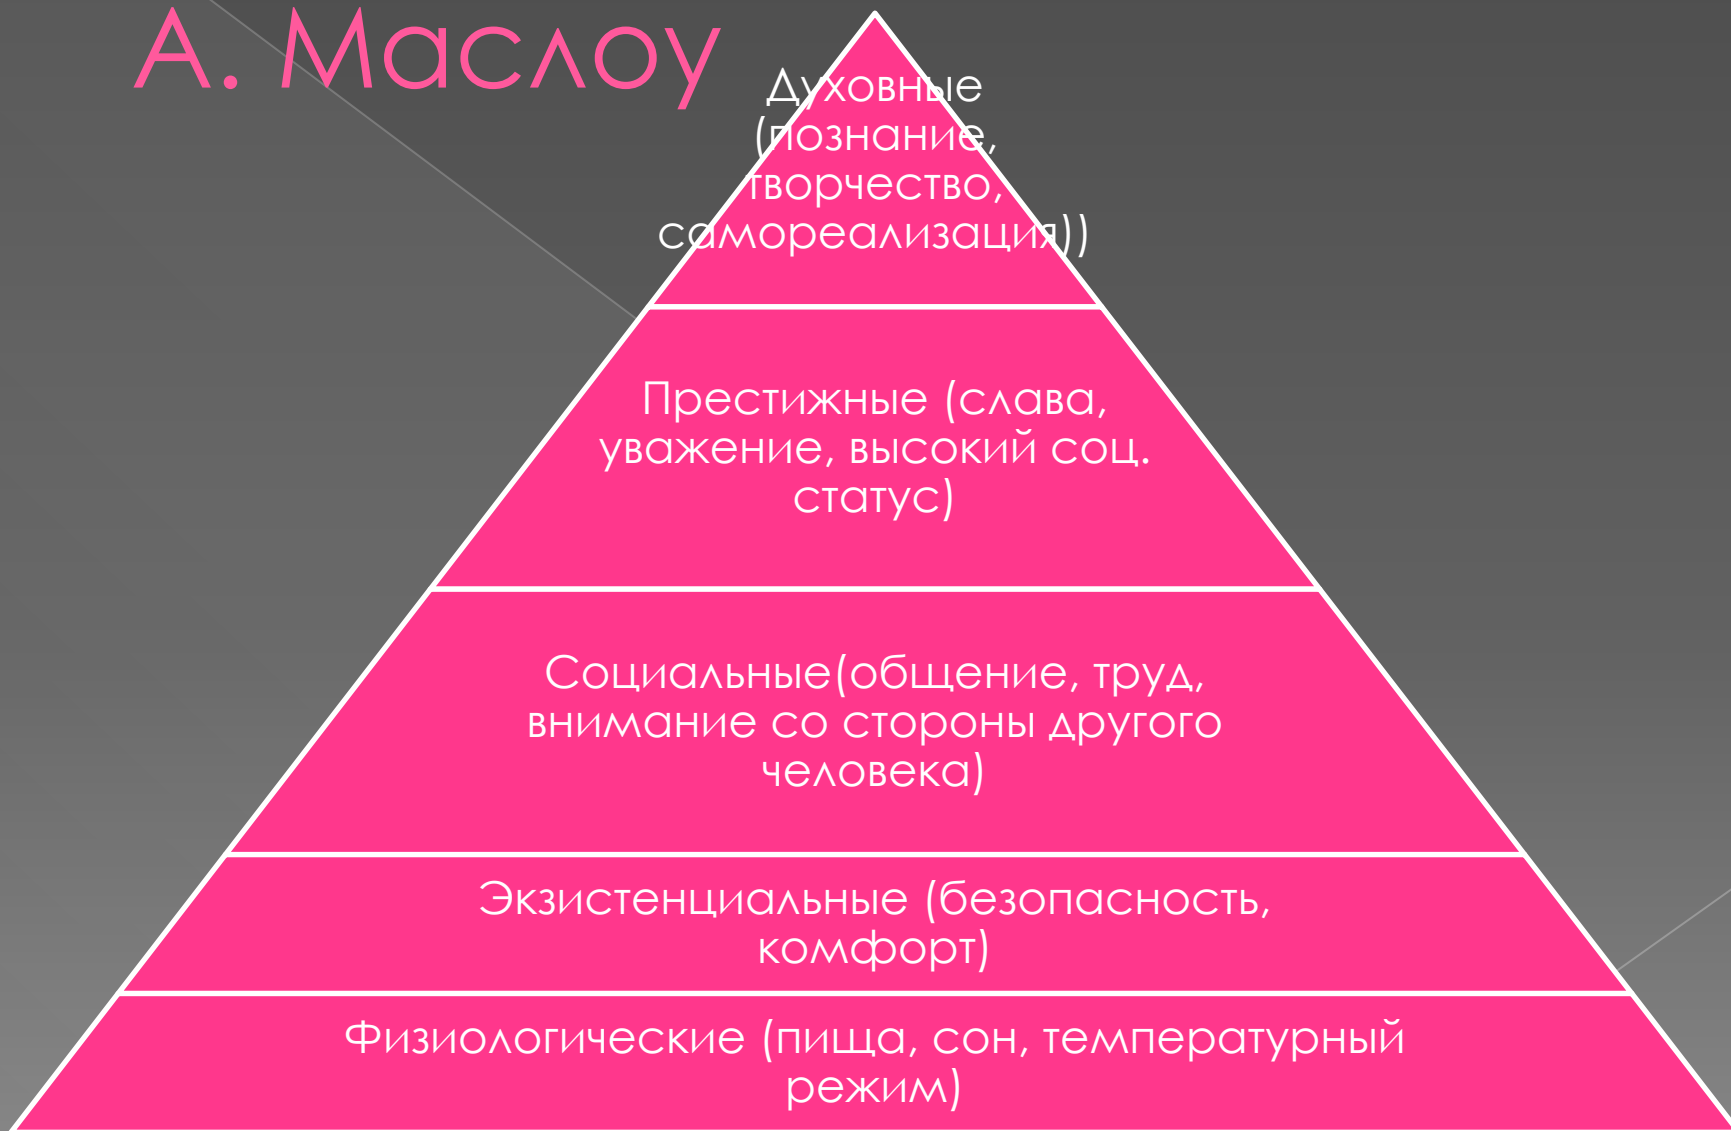 А. Маслоу
Духовные
(познание,
творчество,
самореализация))
Престижные (слава,
уважение, высокий соц.
статус)
Социальные(общение, труд,
внимание со стороны другого
человека)
Экзистенциальные (безопасность,
комфорт)
Физиологические (пища, сон, температурный
режим)